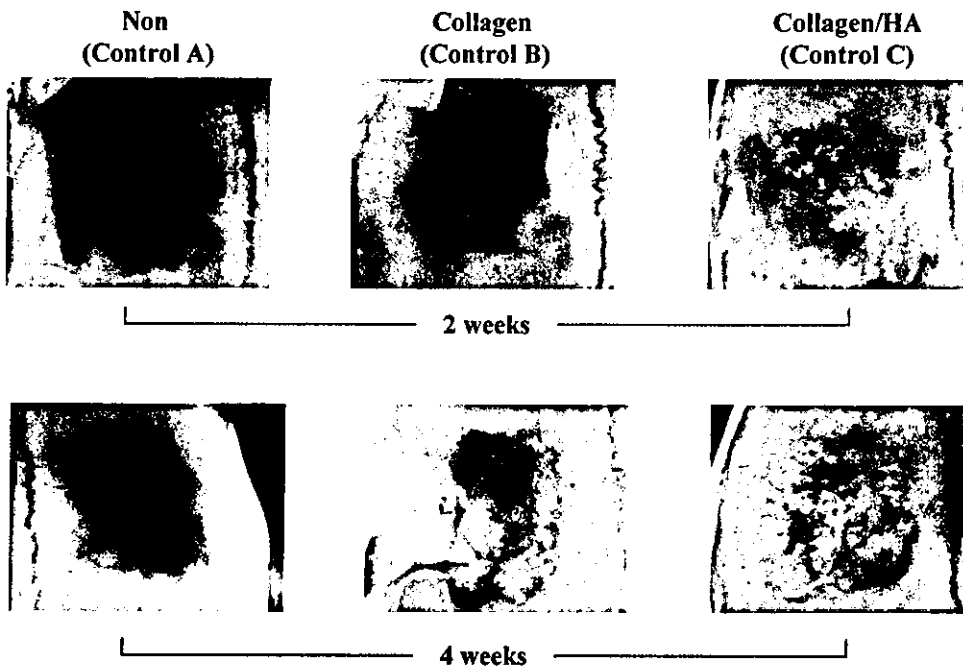 Non
(Control A)
Collagen
(Control B)
Collagen/HA
(Control C)
2 weeks
4 weeks